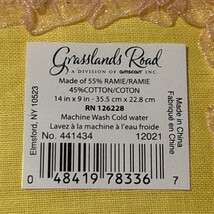 Grasslands Road
A DIVISION OF amscan INC.
Made of 55% RAMIE/RAMIE
45%COTTON/COTON
14 in x 9 in - 35.5 cm x 22.8 cm
RN 126228
Machine Wash Cold water
Lavez à la machine à l'eau froide
No. 441434 12021
0 48419 78336 7
Elmsford, NY 10523
Made in China
Fabriqué en Chine